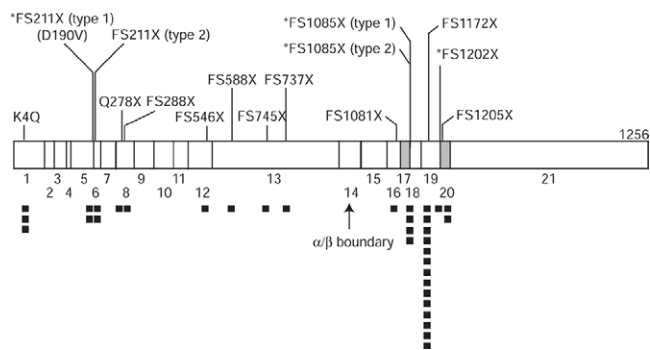 *FS211X (type 1)
(D190V)
FS211X (type 2)
*FS1085X (type 1)
*FS1085X (type 2)
FS1172X
*FS1202X
FS588X
FS737X
Q278X
FS288X
K4Q
FS546X
FS745X
FS1081X
FS1205X
1256
1
3
5
7
9
11
13
15
17
19
21
2
4
6
8
10
12
14
16
18
20
α/β boundary